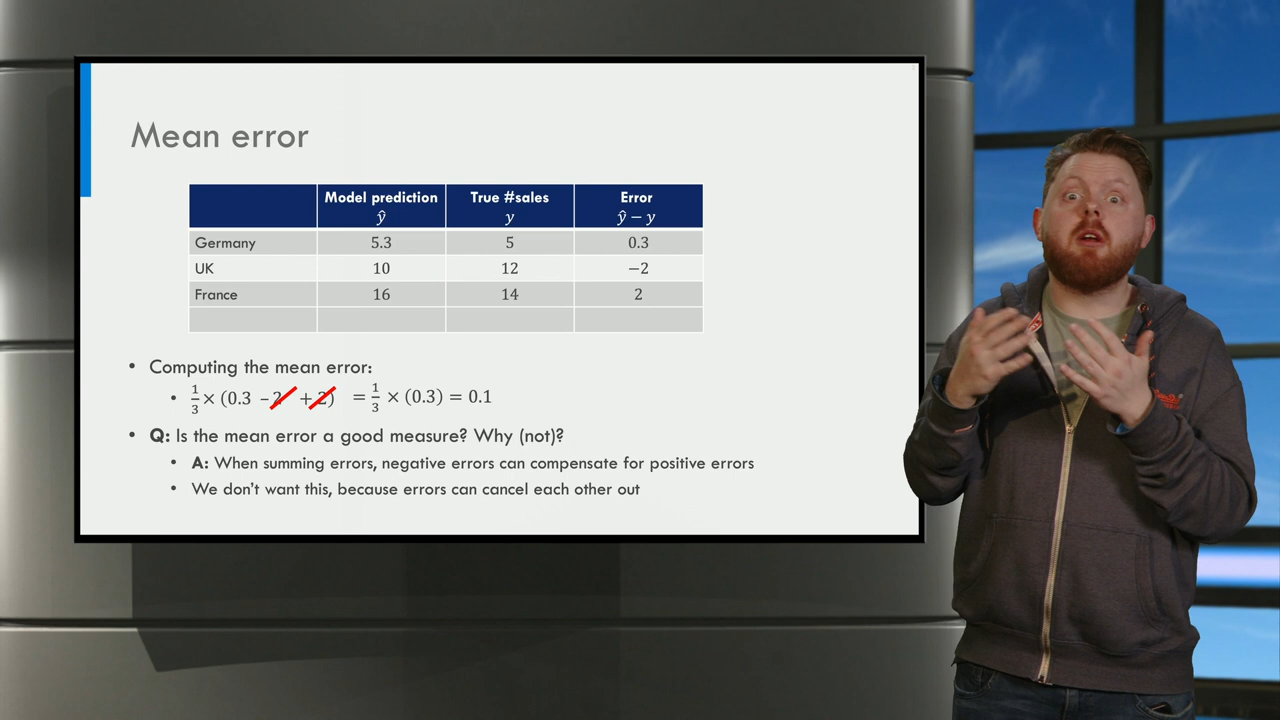 Mean error
Model prediction True #sales Error
ŷ y ŷ − y
Germany 5.3 5 0.3
UK 10 12 −2
France 16 14 2
• Computing the mean error:
• 1/3 × (0.3 −2 +2) = 1/3 × (0.3) = 0.1
• Q: Is the mean error a good measure? Why (not)?
• A: When summing errors, negative errors can compensate for positive errors
• We don't want this, because errors can cancel each other out